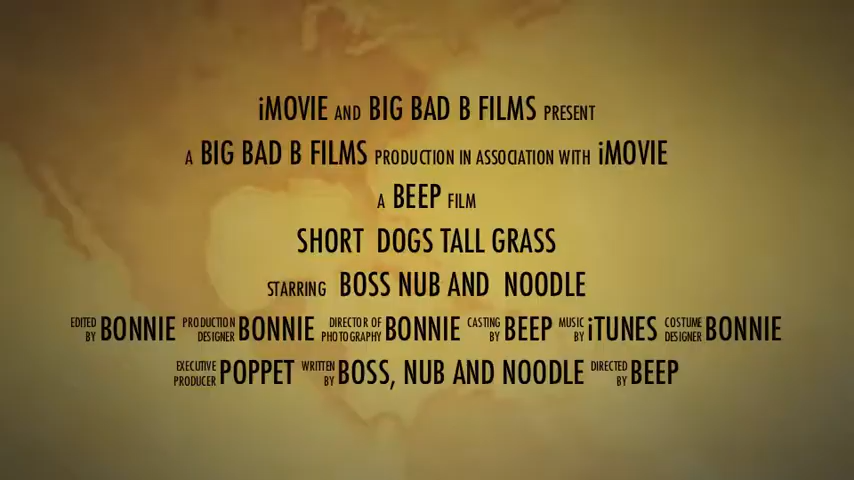 iMOVIE AND BIG BAD B FILMS PRESENT
A BIG BAD B FILMS PRODUCTION IN ASSOCIATION WITH iMOVIE
A BEEP FILM
SHORT DOGS TALL GRASS
STARRING BOSS NUB AND NOODLE
EDITED BY BONNIE PRODUCTION DESIGNER BONNIE DIRECTOR OF PHOTOGRAPHY BONNIE CASTING BY BEEP MUSIC BY iTUNES COSTUME DESIGNER BONNIE
EXECUTIVE PRODUCER POPPET WRITTEN BY BOSS, NUB AND NOODLE DIRECTED BY BEEP